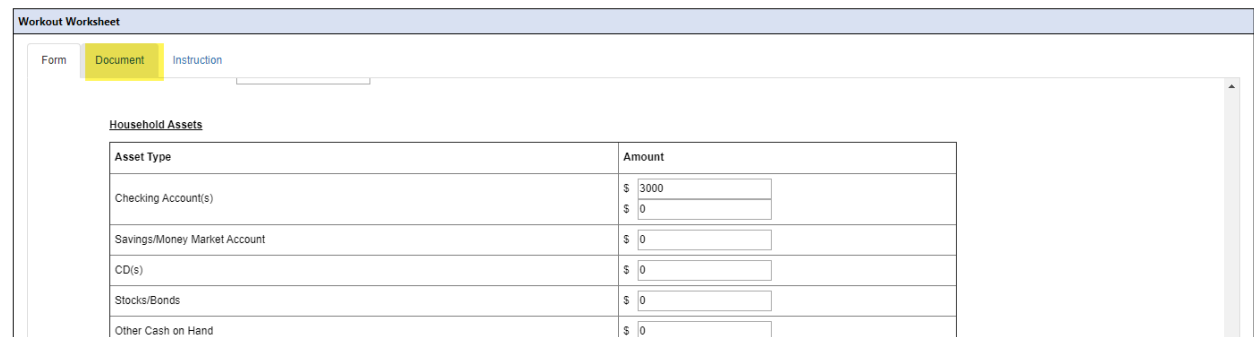 Workout Worksheet
Form Document Instruction
Household Assets
Asset Type Amount
Checking Account(s) $ 3000
$ 0
Savings/Money Market Account $ 0
CD(s) $ 0
Stocks/Bonds $ 0
Other Cash on Hand $ 0